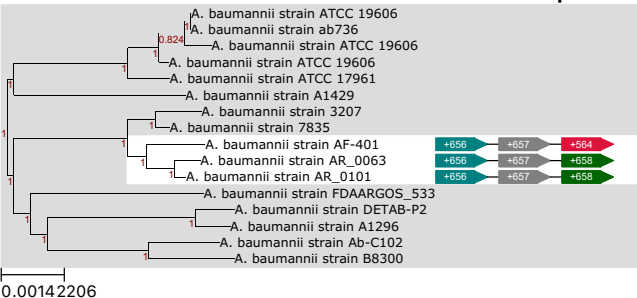 A. baumannii strain ATCC 19606
A. baumannii strain ab736
A. baumannii strain ATCC 19606
A. baumannii strain ATCC 19606
A. baumannii strain ATCC 17961
A. baumannii strain A1429
A. baumannii strain 3207
A. baumannii strain 7835
A. baumannii strain AF-401 +656 +657 +564
A. baumannii strain AR_0063 +656 +657 +658
A. baumannii strain AR_0101 +656 +657 +658
A. baumannii strain FDAARGOS_533
A. baumannii strain DETAB-P2
A. baumannii strain A1296
A. baumannii strain Ab-C102
A. baumannii strain B8300
1
0.824
1
1
1
1
1
1
1
1
1
1
1
1
0.00142206